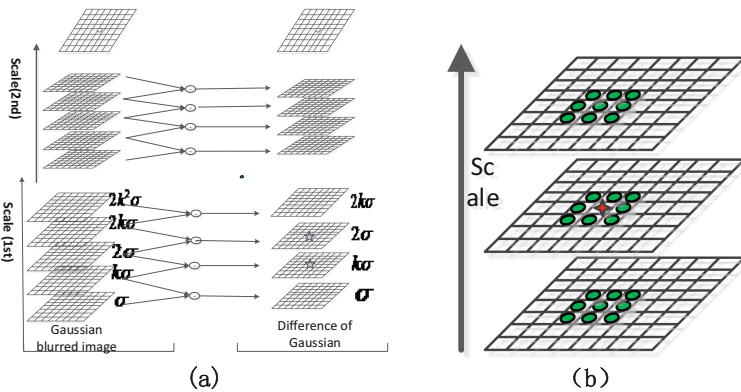 Scale(2nd)
Scale (1st)
2k²σ
2kσ
2σ
kσ
σ
2kσ
2σ
kσ
σ
Gaussian
blurred image
Difference of
Gaussian
(a)
Sc
ale
(b)